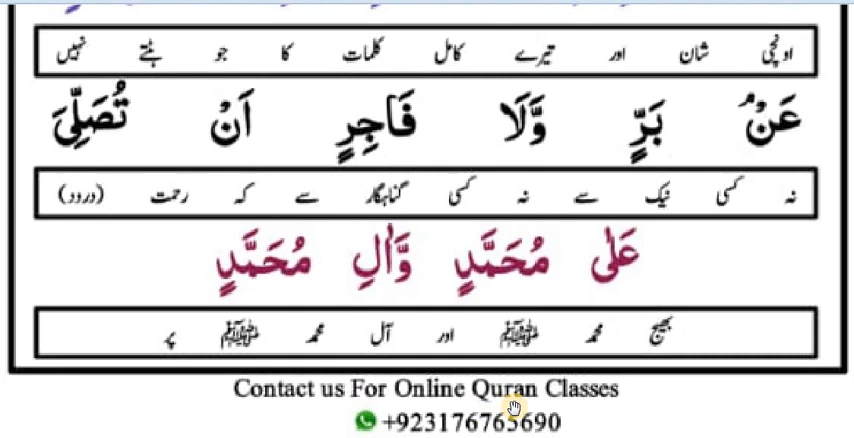 اونچی شان اور تیرے کامل کلمات کا جو ہٹتے نہیں
عَنْۢ بَرٍّ وَّلَا فَاجِرٍ اَنْ تُصَلِّیَ
نہ کسی نیک سے نہ کسی گناہگار سے کہ رحمت (درود)
عَلٰی مُحَمَّدٍ وَّاٰلِ مُحَمَّدٍ
بھیج محمد ﷺ اور آل محمد ﷺ پر
Contact us For Online Quran Classes
+923176765690